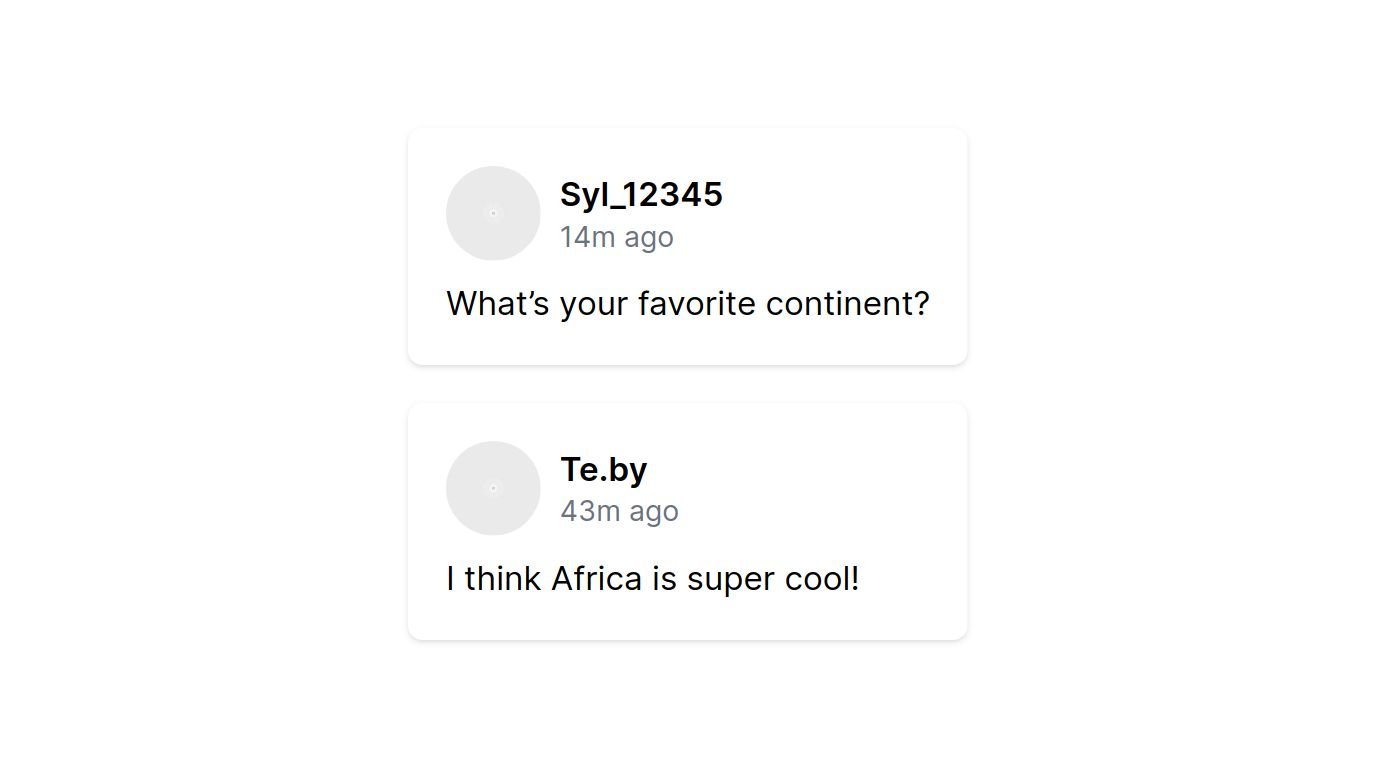 Syl_12345
14m ago
What’s your favorite continent?
Te.by
43m ago
I think Africa is super cool!